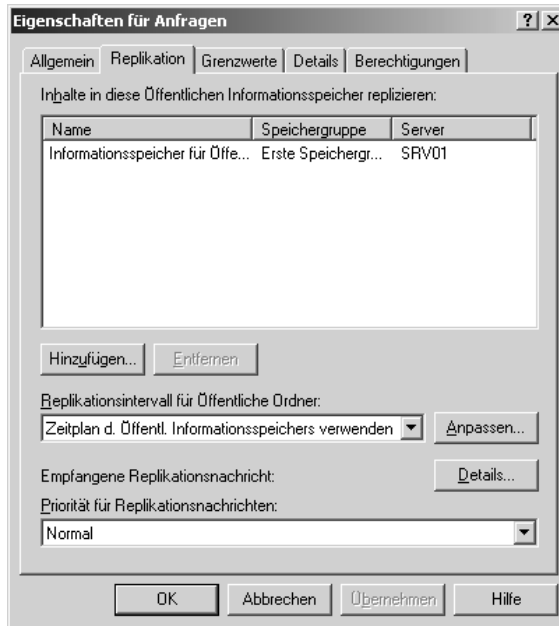 Eigenschaften für Anfragen
Allgemein Replikation Grenzwerte Details Berechtigungen
Inhalte in diese Öffentlichen Informationsspeicher replizieren:
Name Speichergruppe Server
Informationsspeicher für Öffe... Erste Speichergr... SRV01
Hinzufügen... Entfernen
Replikationsintervall für Öffentliche Ordner:
Zeitplan d. Öffentl. Informationsspeichers verwenden Anpassen...
Empfangene Replikationsnachricht: Details...
Priorität für Replikationsnachrichten:
Normal
OK Abbrechen Übernehmen Hilfe